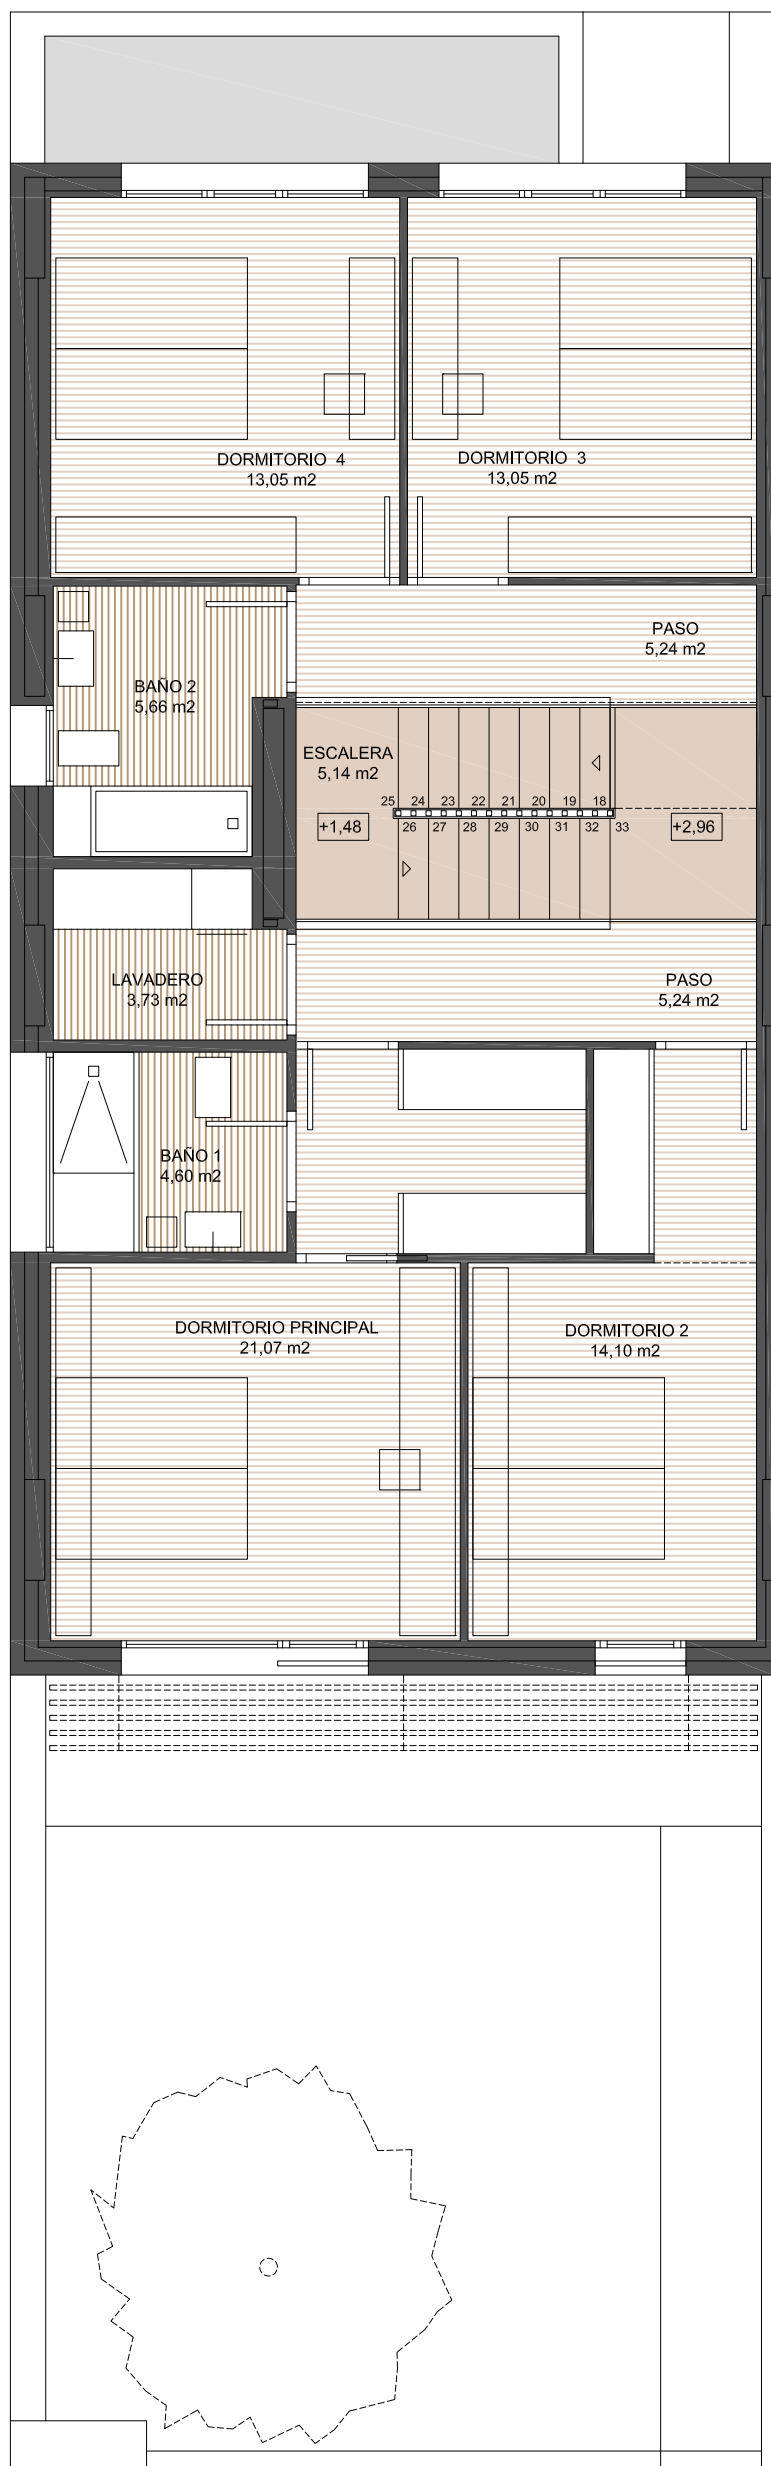 DORMITORIO 4
13,05 m2
DORMITORIO 3
13,05 m2
PASO
5,24 m2
BAÑO 2
5,66 m2
ESCALERA
5,14 m2
25 24 23 22 21 20 19 18
+1,48
26 27 28 29 30 31 32 33
+2,96
LAVADERO
3,73 m2
PASO
5,24 m2
BAÑO 1
4,60 m2
DORMITORIO PRINCIPAL
21,07 m2
DORMITORIO 2
14,10 m2